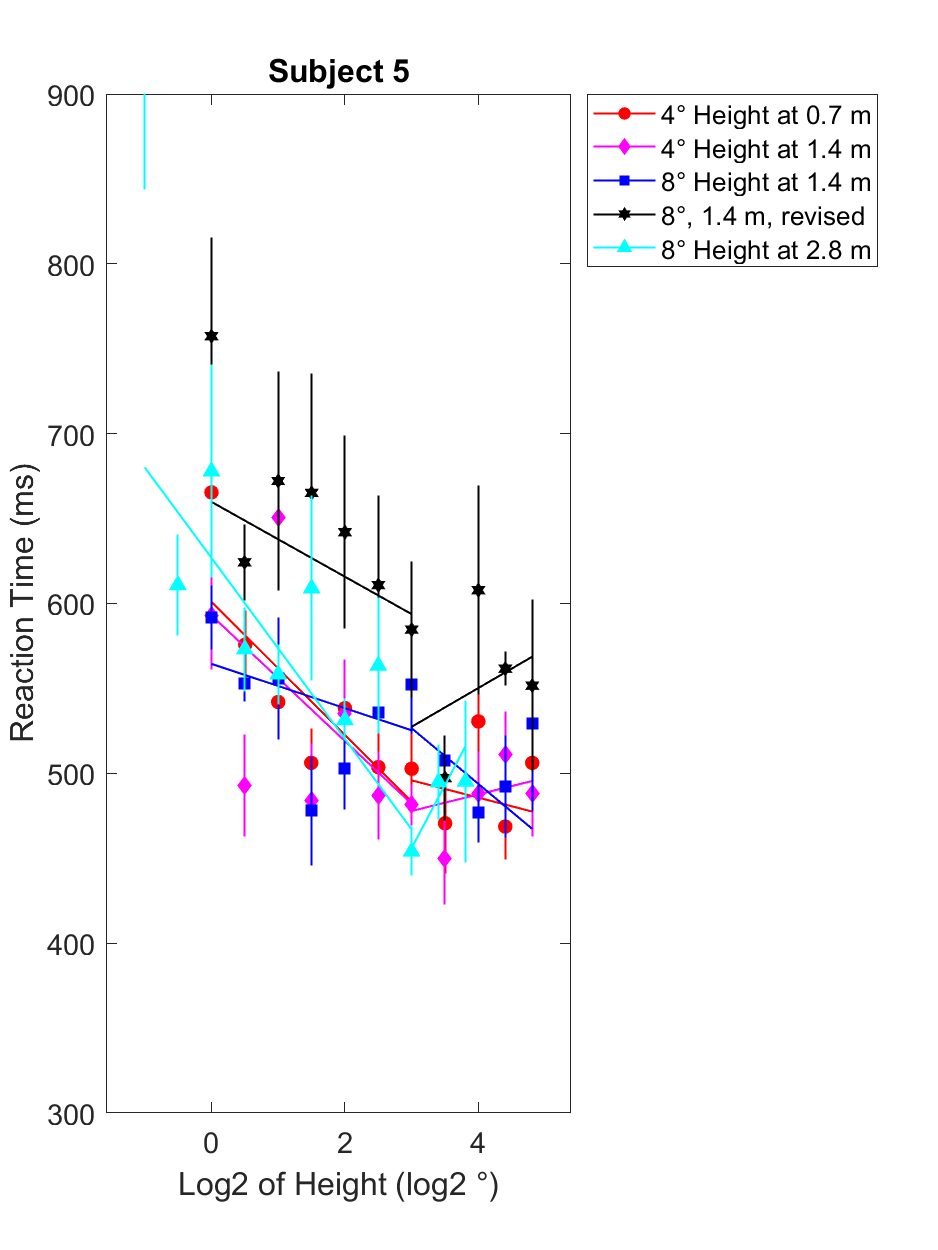 Subject 5
900
800
700
600
500
400
300
0 2 4
Reaction Time (ms)
Log2 of Height (log2 °)
4° Height at 0.7 m
4° Height at 1.4 m
8° Height at 1.4 m
8°, 1.4 m, revised
8° Height at 2.8 m